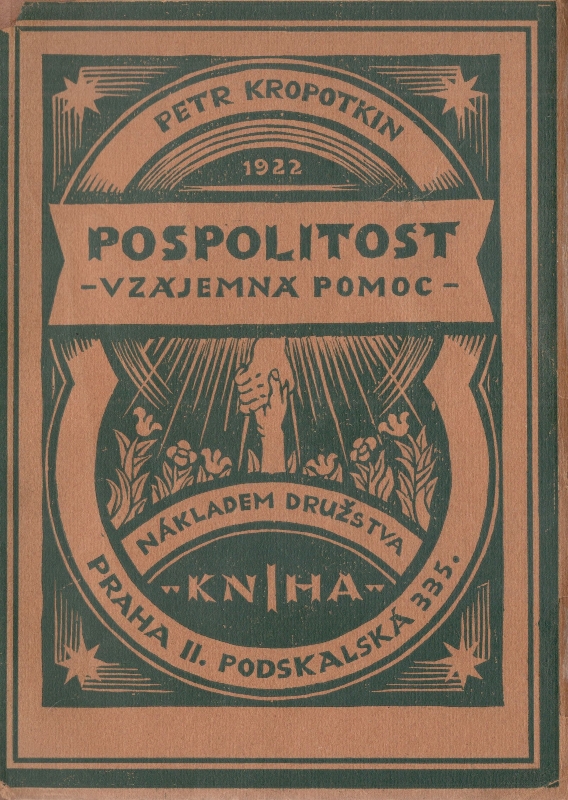 PETR KROPOTKIN
1922
POSPOLITOST
-VZÁJEMNÁ POMOC-
NÁKLADEM DRUŽSTVA
„KNIHA"
PRAHA II. PODSKALSKÁ 335.